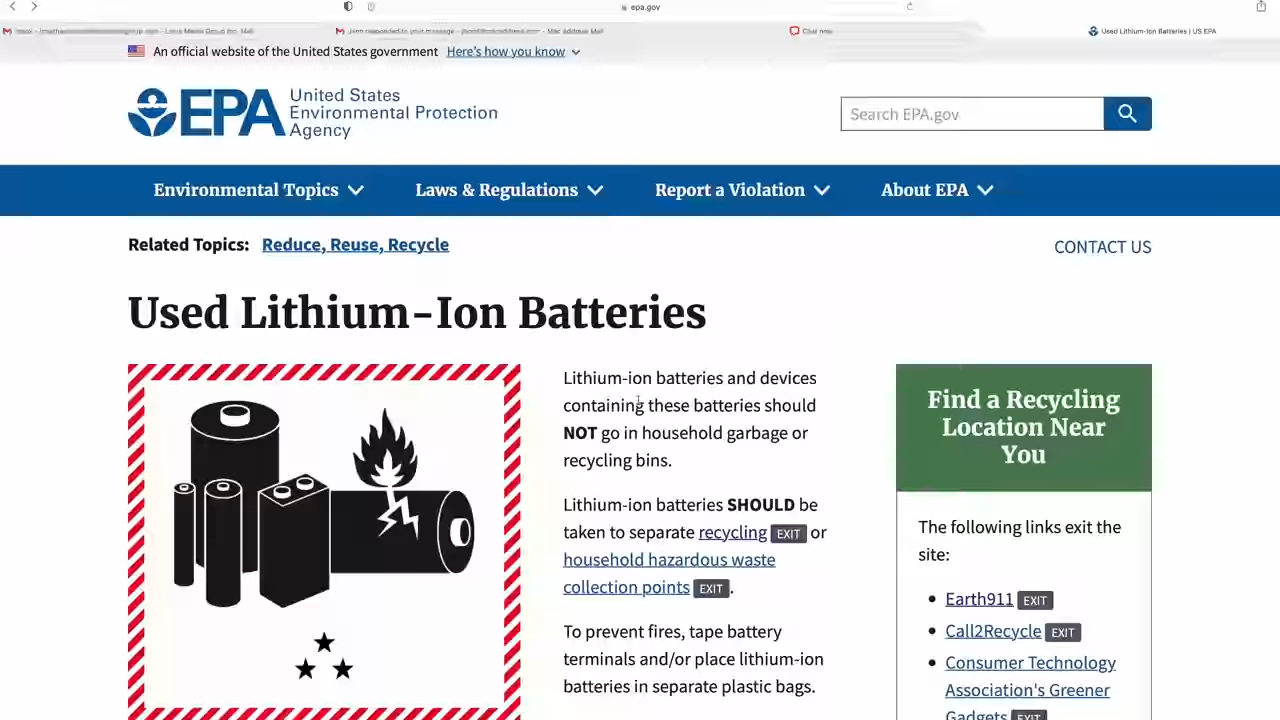 epa.gov
Chat now
Used Lithium-Ion Batteries | US EPA
An official website of the United States government Here's how you know
EPA
United States
Environmental Protection
Agency
Search EPA.gov
Environmental Topics
Laws & Regulations
Report a Violation
About EPA
Related Topics: Reduce, Reuse, Recycle
CONTACT US
Used Lithium-Ion Batteries
Lithium-ion batteries and devices
containing these batteries should
NOT go in household garbage or
recycling bins.
Lithium-ion batteries SHOULD be
taken to separate recycling EXIT or
household hazardous waste
collection points EXIT.
To prevent fires, tape battery
terminals and/or place lithium-ion
batteries in separate plastic bags.
Find a Recycling
Location Near
You
The following links exit the
site:
Earth911 EXIT
Call2Recycle EXIT
Consumer Technology
Association's Greener
Gadgets EXIT